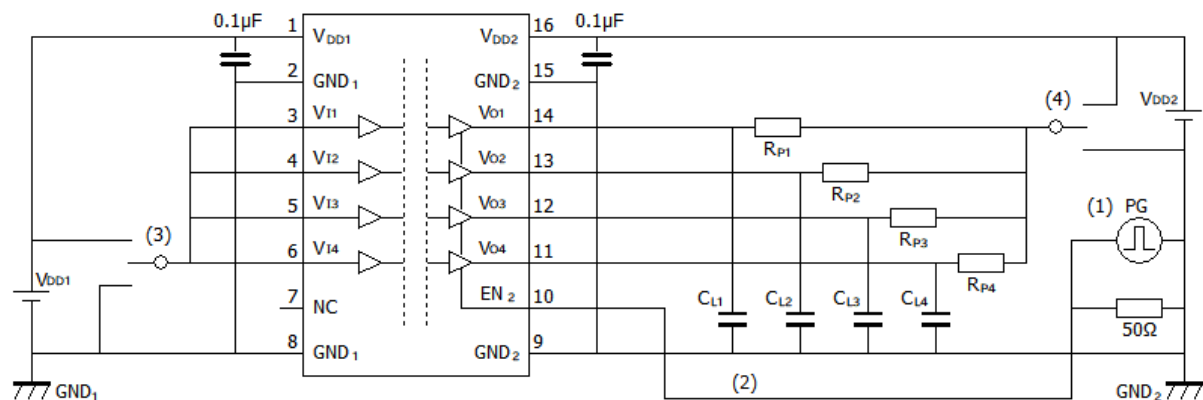 0.1μF 1 16 0.1μF
VDD1 VDD2
2 15
GND1 GND2
3 VI1 VO1 14 (4) VDD2
RP1
4 VI2 VO2 13
RP2
5 VI3 VO3 12 (1) PG
(3) RP3
6 VI4 VO4 11
VDD1 RP4
7 NC EN2 10 CL1 CL2 CL3 CL4
50Ω
8 GND1 GND2 9
(2)
GND1 GND2